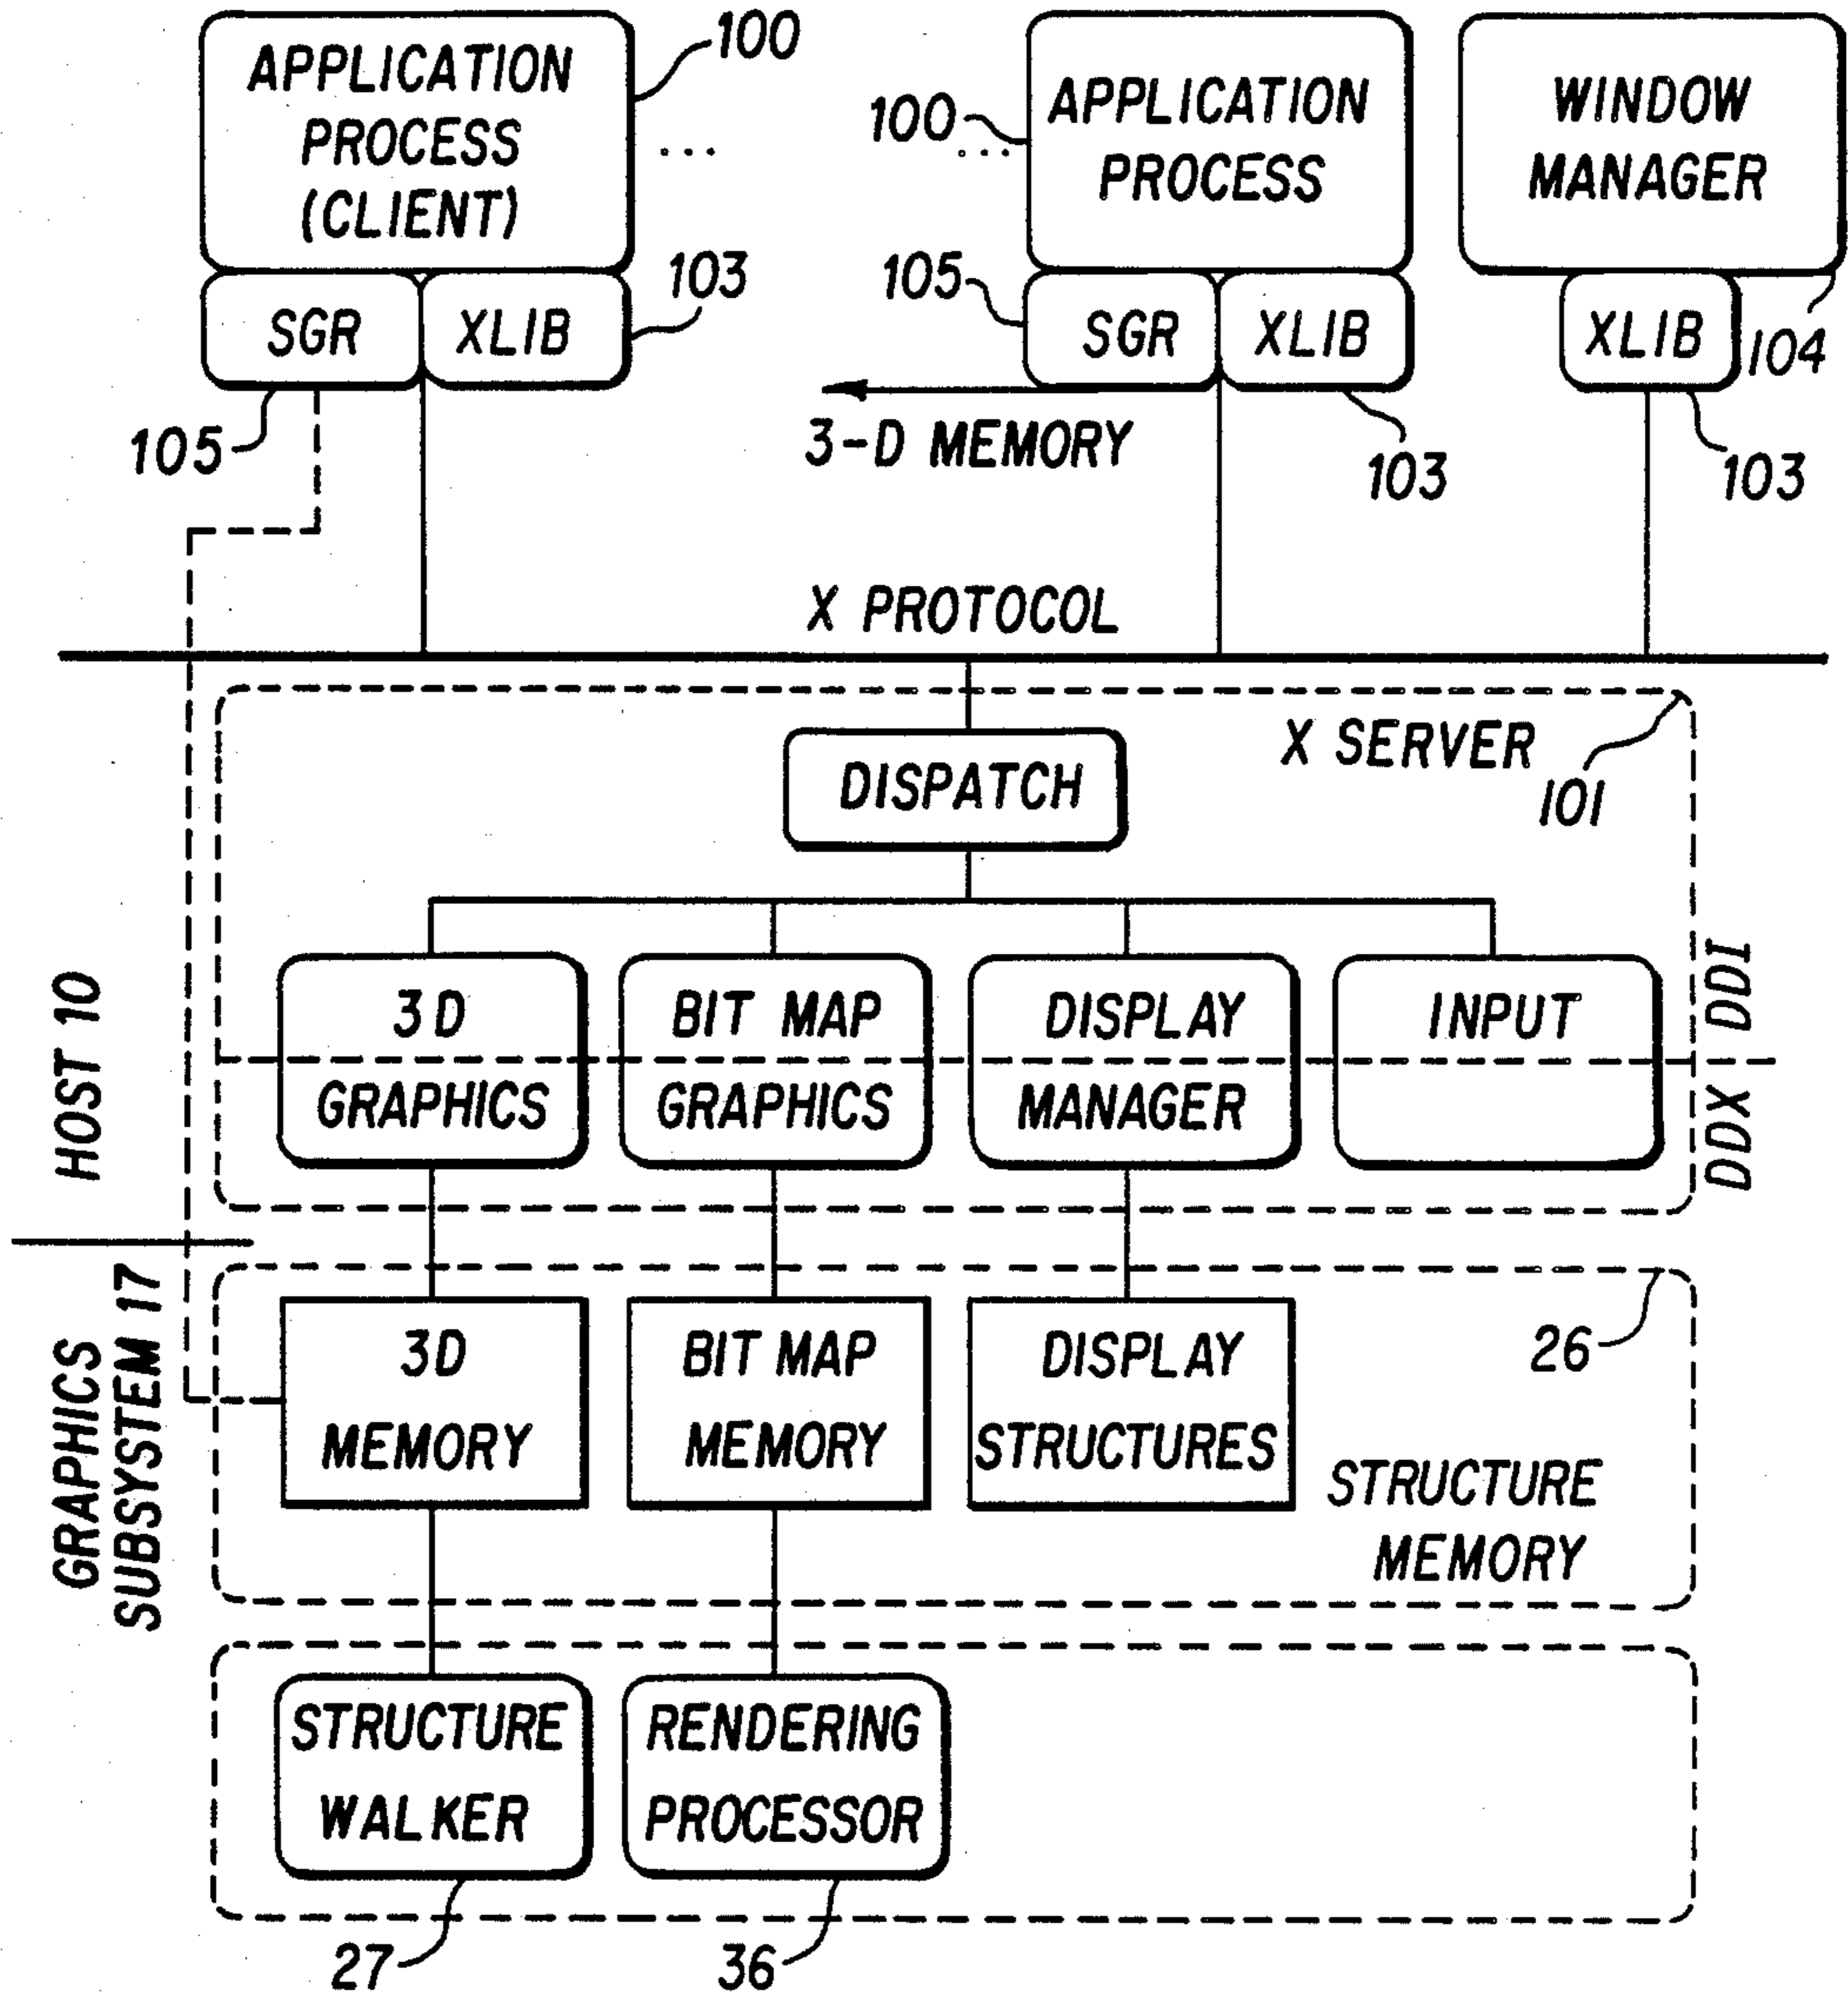 APPLICATION
PROCESS
(CLIENT)
100
...
100
...
APPLICATION
PROCESS
WINDOW
MANAGER
SGR
XLIB
103
105
SGR
XLIB
XLIB
104
105
3-D MEMORY
103
103
X PROTOCOL
X SERVER
101
DISPATCH
HOST 10
3D
GRAPHICS
BIT MAP
GRAPHICS
DISPLAY
MANAGER
INPUT
DDI
DDX
GRAPHICS
SUBSYSTEM 17
3D
MEMORY
BIT MAP
MEMORY
DISPLAY
STRUCTURES
26
STRUCTURE
MEMORY
STRUCTURE
WALKER
RENDERING
PROCESSOR
27
36